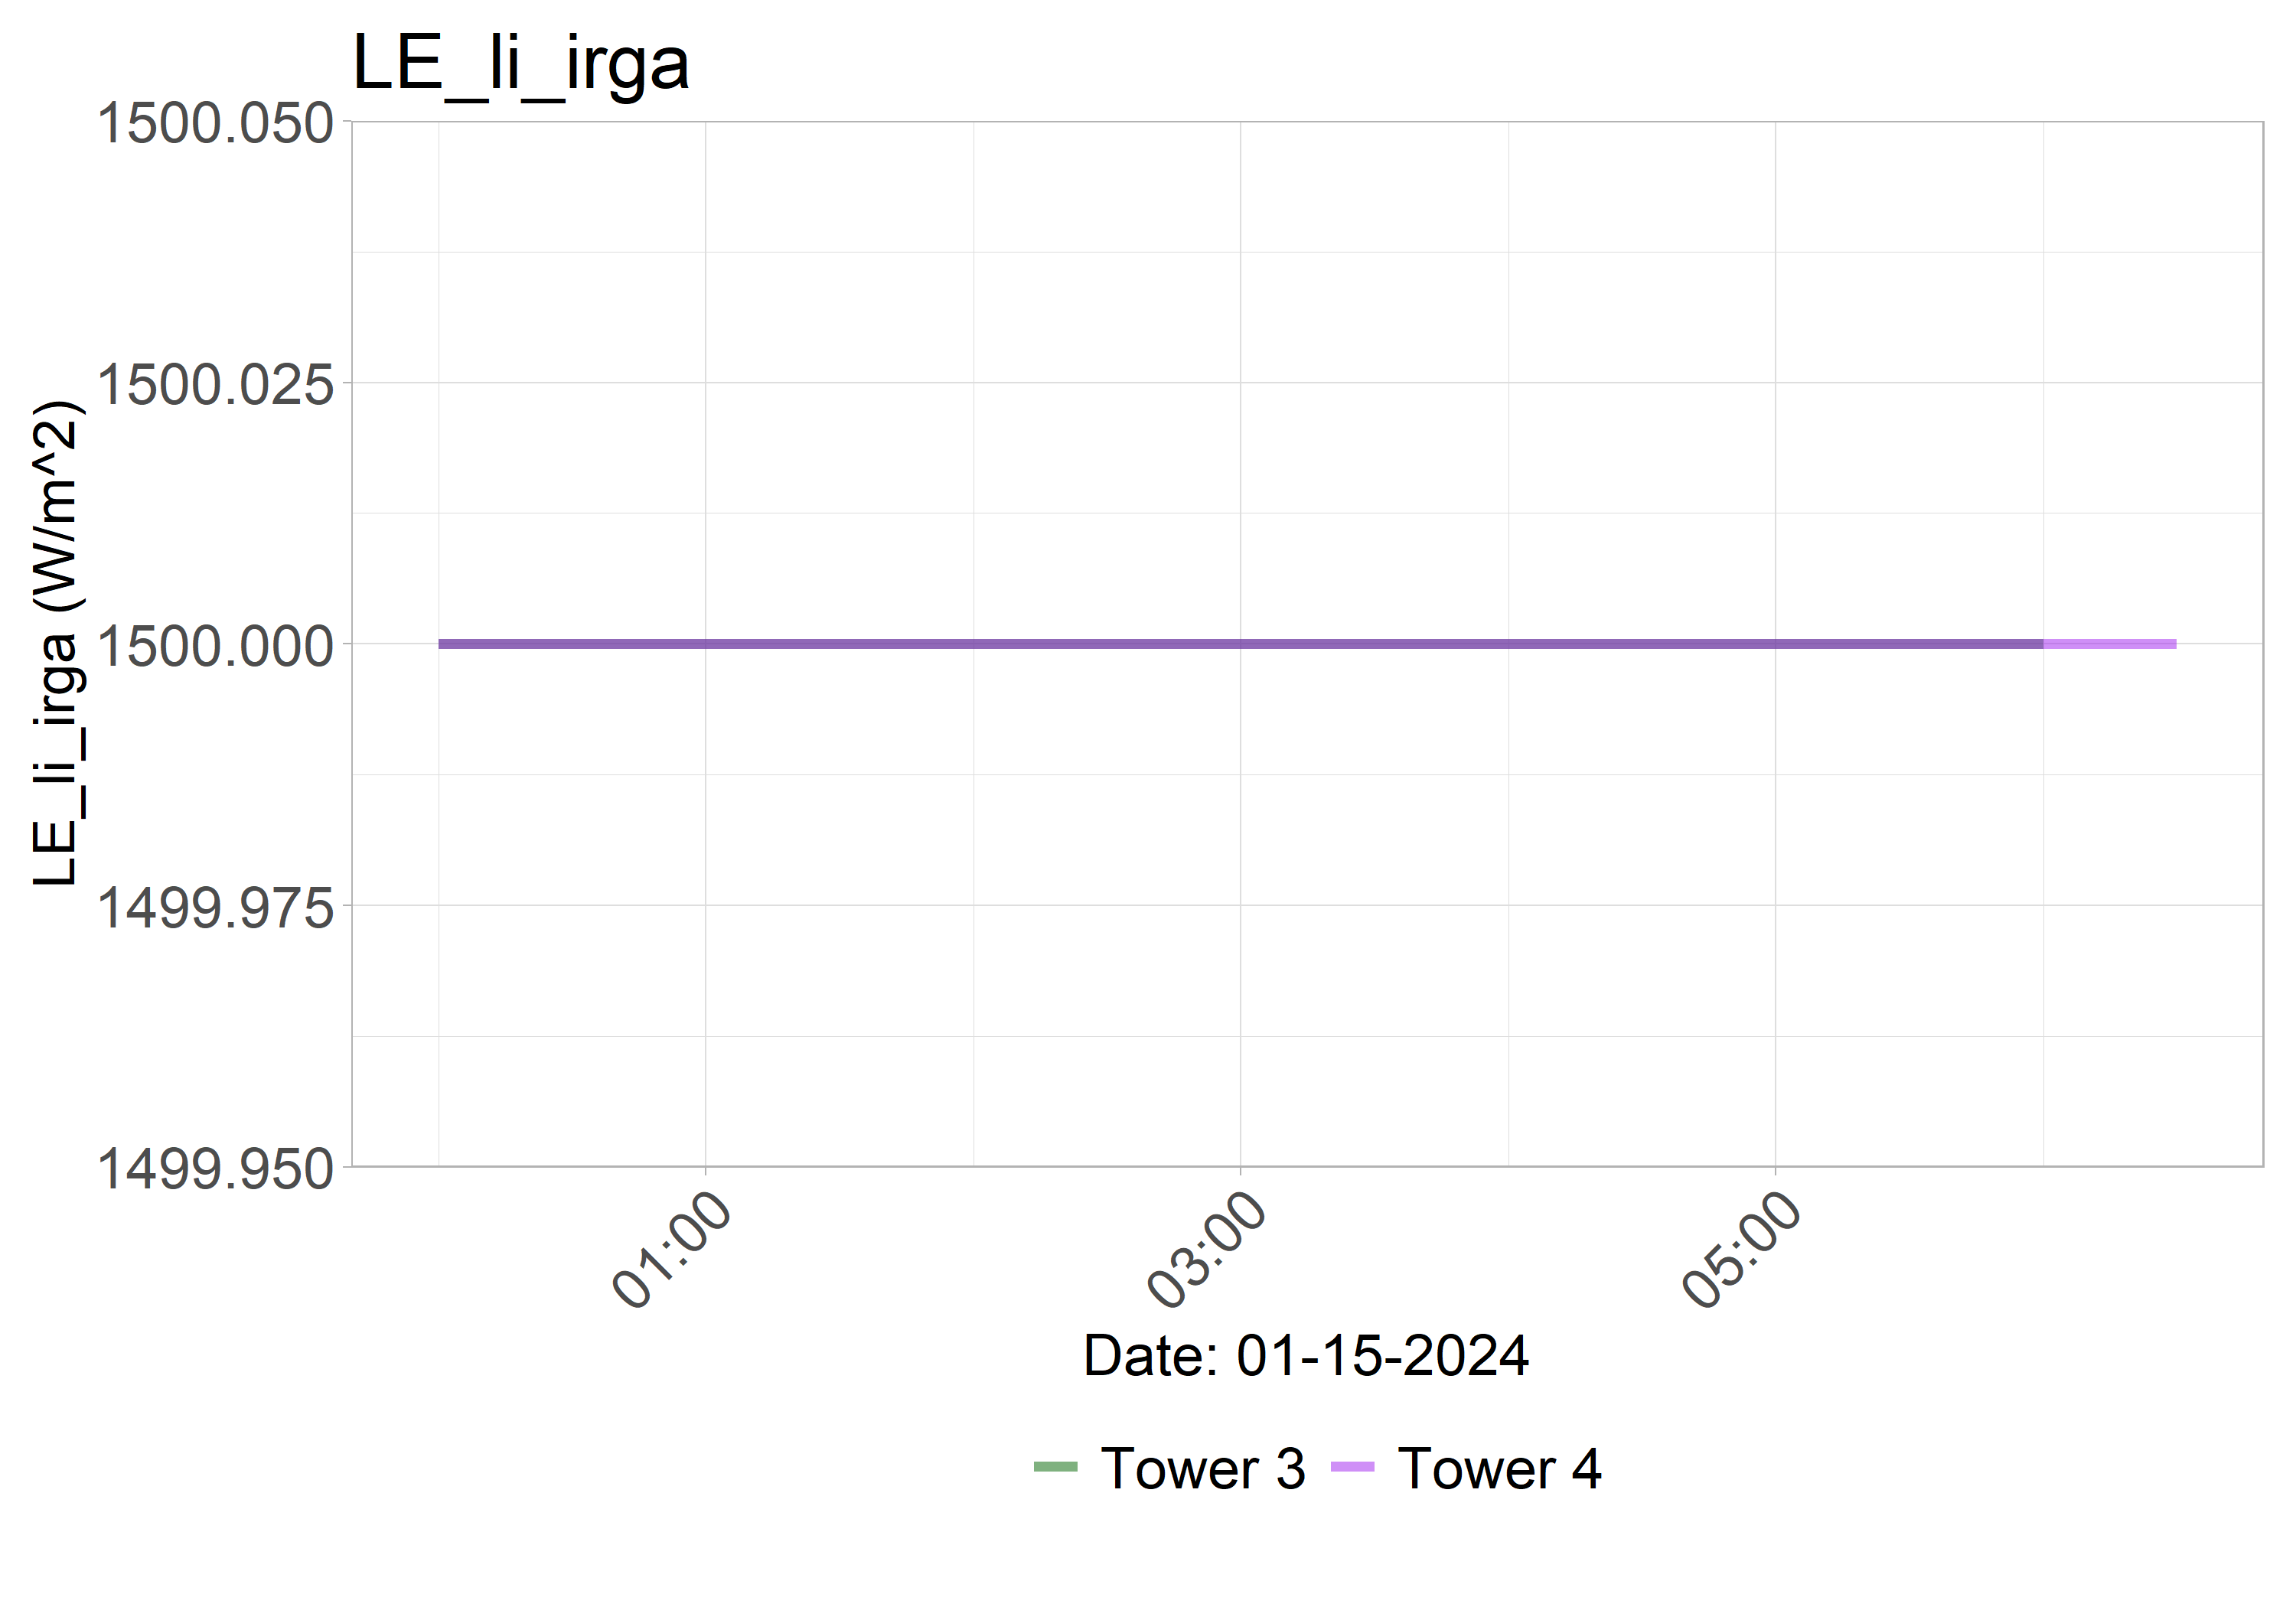 LE_li_irga
LE_li_irga (W/m^2)
1500.050
1500.025
1500.000
1499.975
1499.950
01:00
03:00
05:00
Date: 01-15-2024
Tower 3
Tower 4